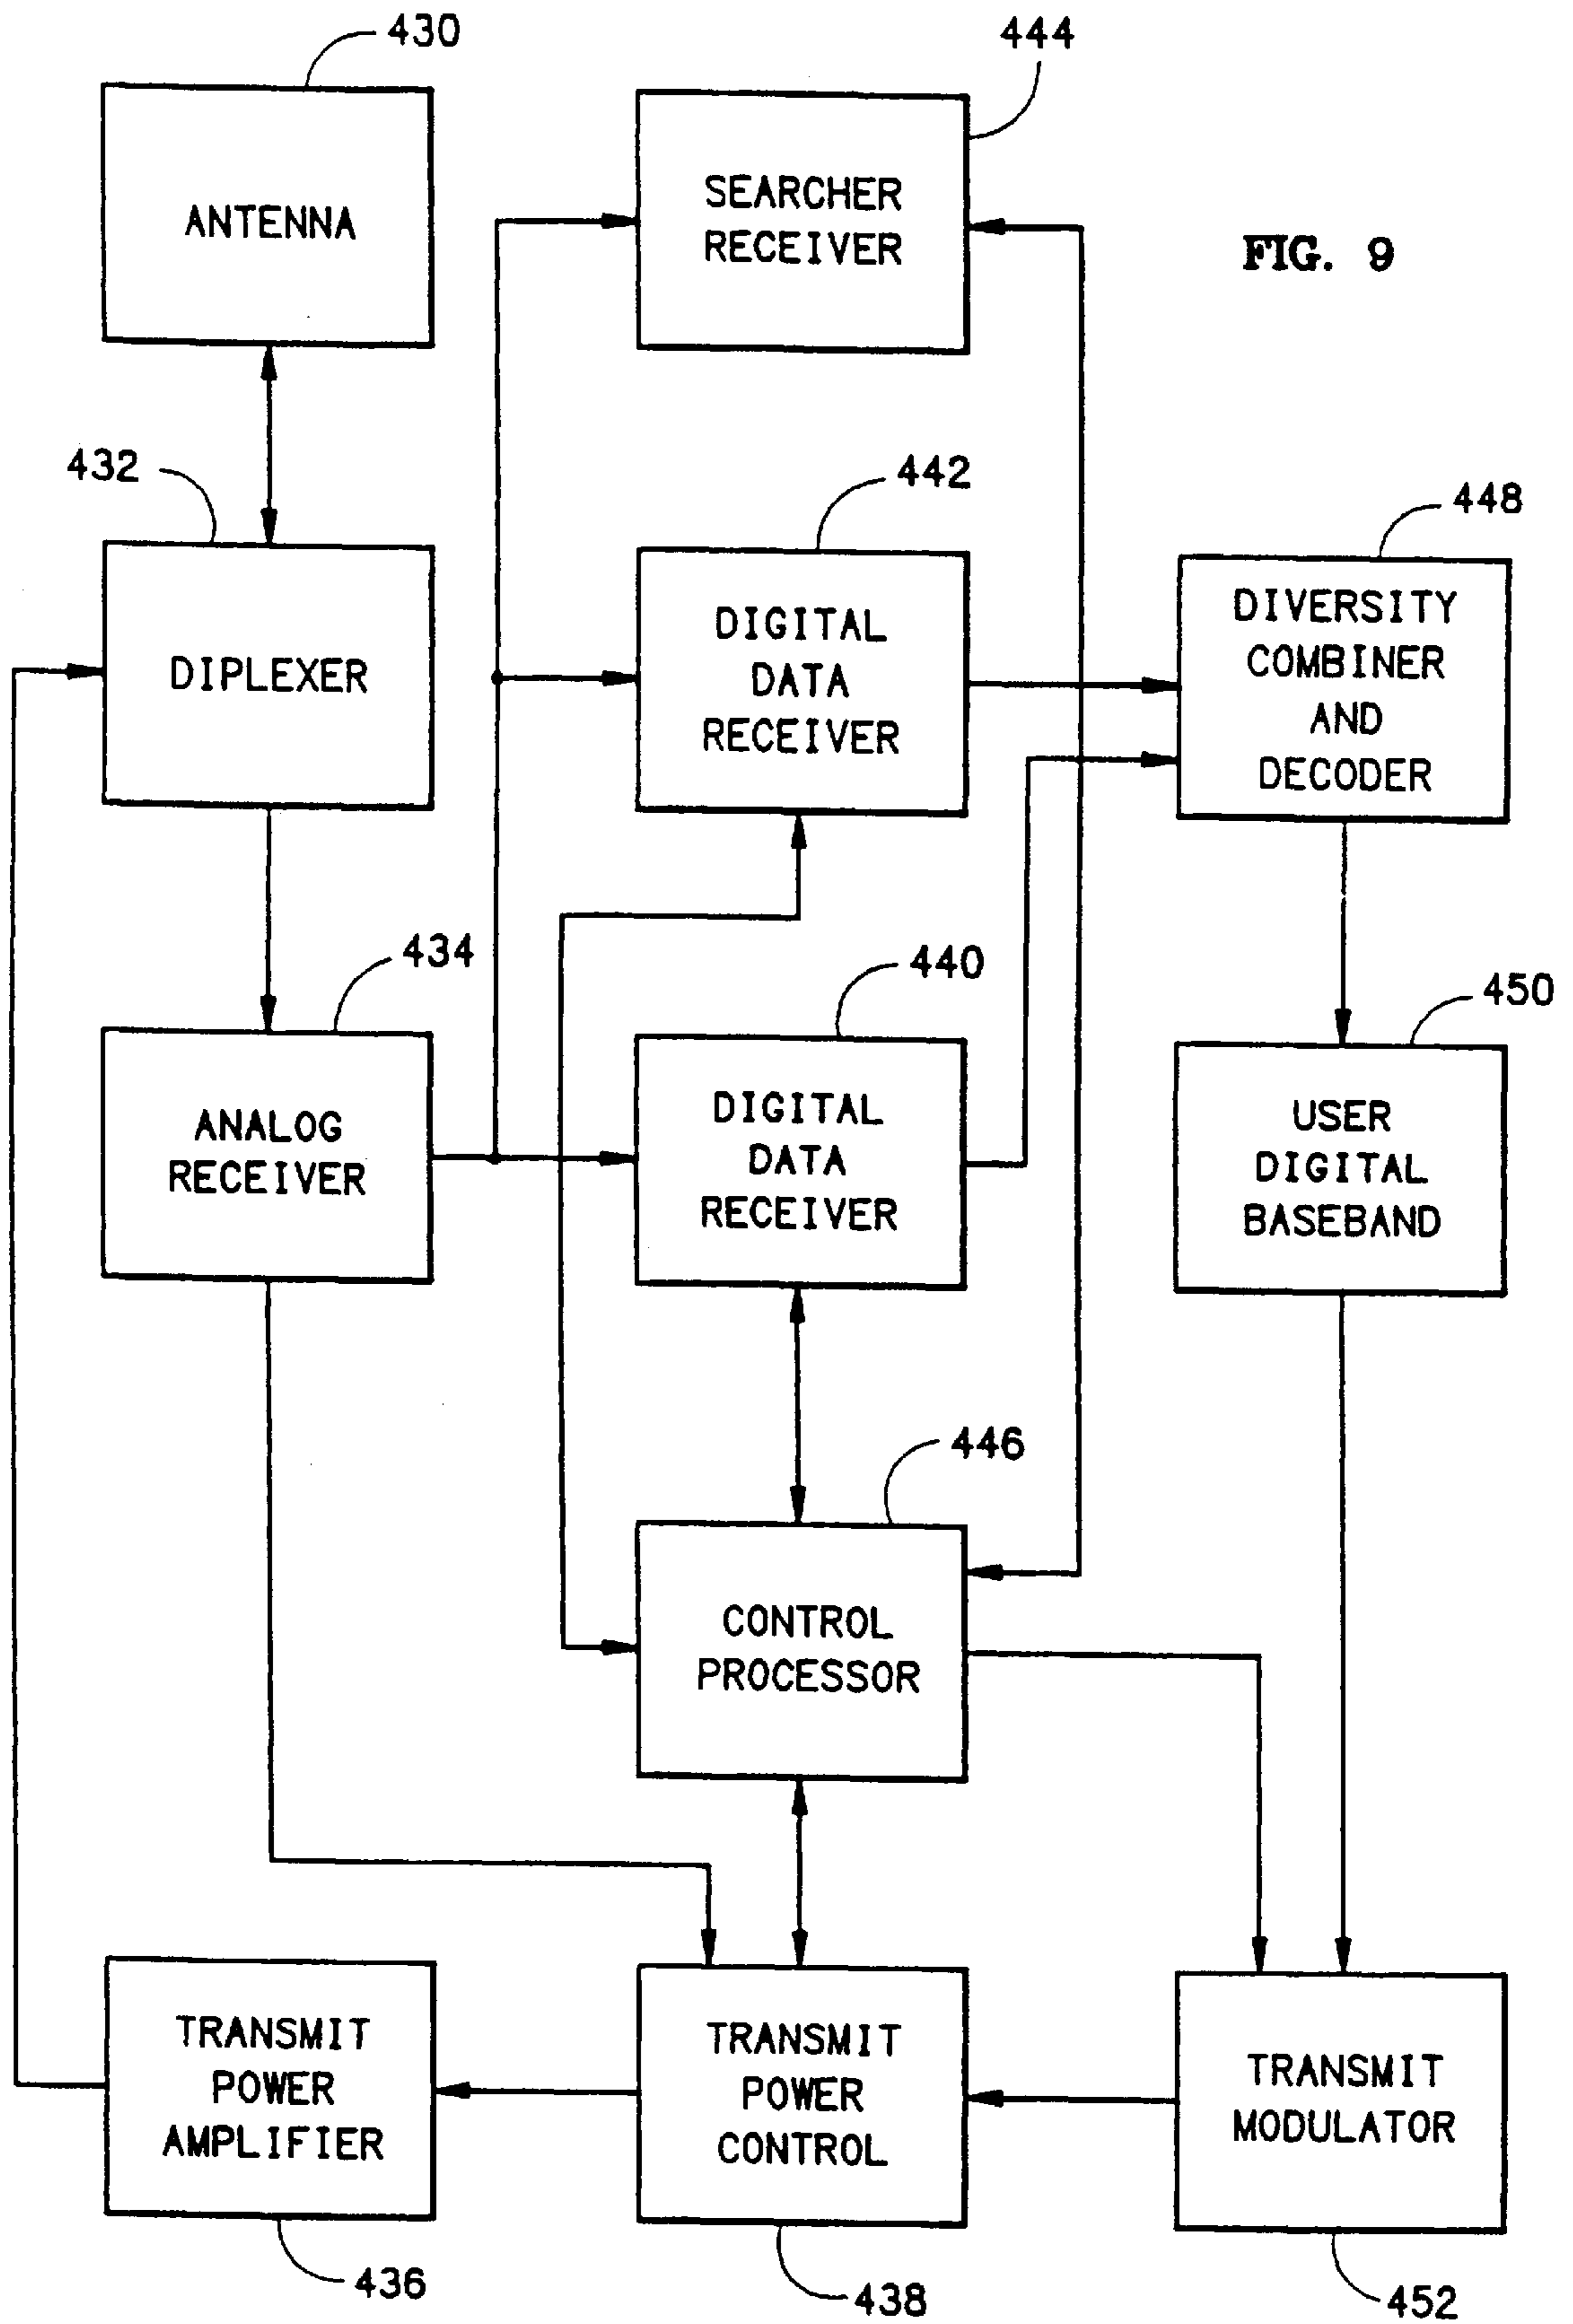 430
444
ANTENNA
SEARCHER
RECEIVER
FIG. 9
432
442
448
DIPLEXER
DIGITAL
DATA
RECEIVER
DIVERSITY
COMBINER
AND
DECODER
434
440
450
ANALOG
RECEIVER
DIGITAL
DATA
RECEIVER
USER
DIGITAL
BASEBAND
446
CONTROL
PROCESSOR
TRANSMIT
POWER
AMPLIFIER
TRANSMIT
POWER
CONTROL
TRANSMIT
MODULATOR
436
438
452